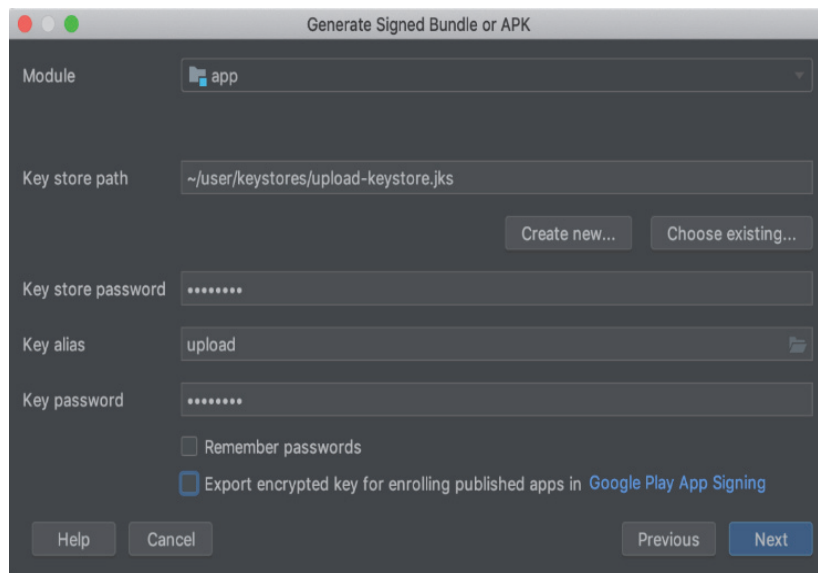 Generate Signed Bundle or APK
Module app
Key store path ~/user/keystores/upload-keystore.jks
Create new... Choose existing...
Key store password ••••••••
Key alias upload
Key password ••••••••
Remember passwords
Export encrypted key for enrolling published apps in Google Play App Signing
Help Cancel Previous Next